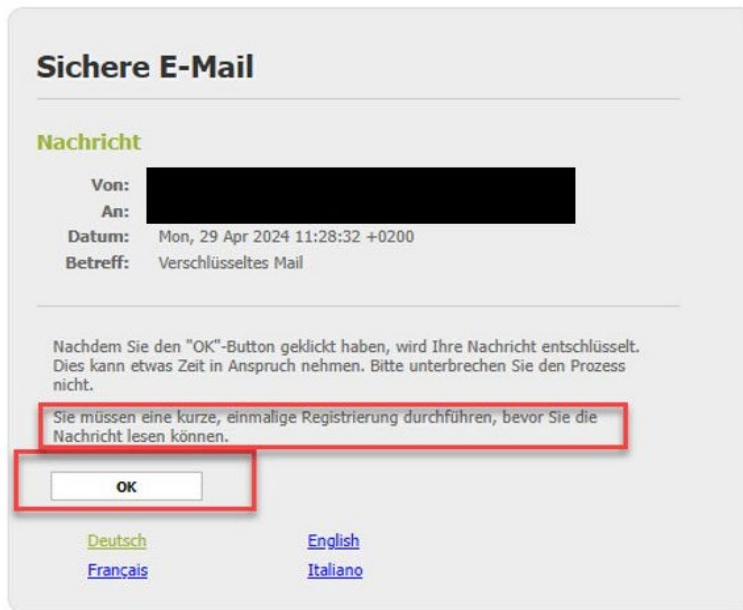 Sichere E-Mail
Nachricht
Von:
An:
Datum: Mon, 29 Apr 2024 11:28:32 +0200
Betreff: Verschlüsseltes Mail
Nachdem Sie den "OK"-Button geklickt haben, wird Ihre Nachricht entschlüsselt.
Dies kann etwas Zeit in Anspruch nehmen. Bitte unterbrechen Sie den Prozess
nicht.
Sie müssen eine kurze, einmalige Registrierung durchführen, bevor Sie die
Nachricht lesen können.
OK
Deutsch English
Français Italiano